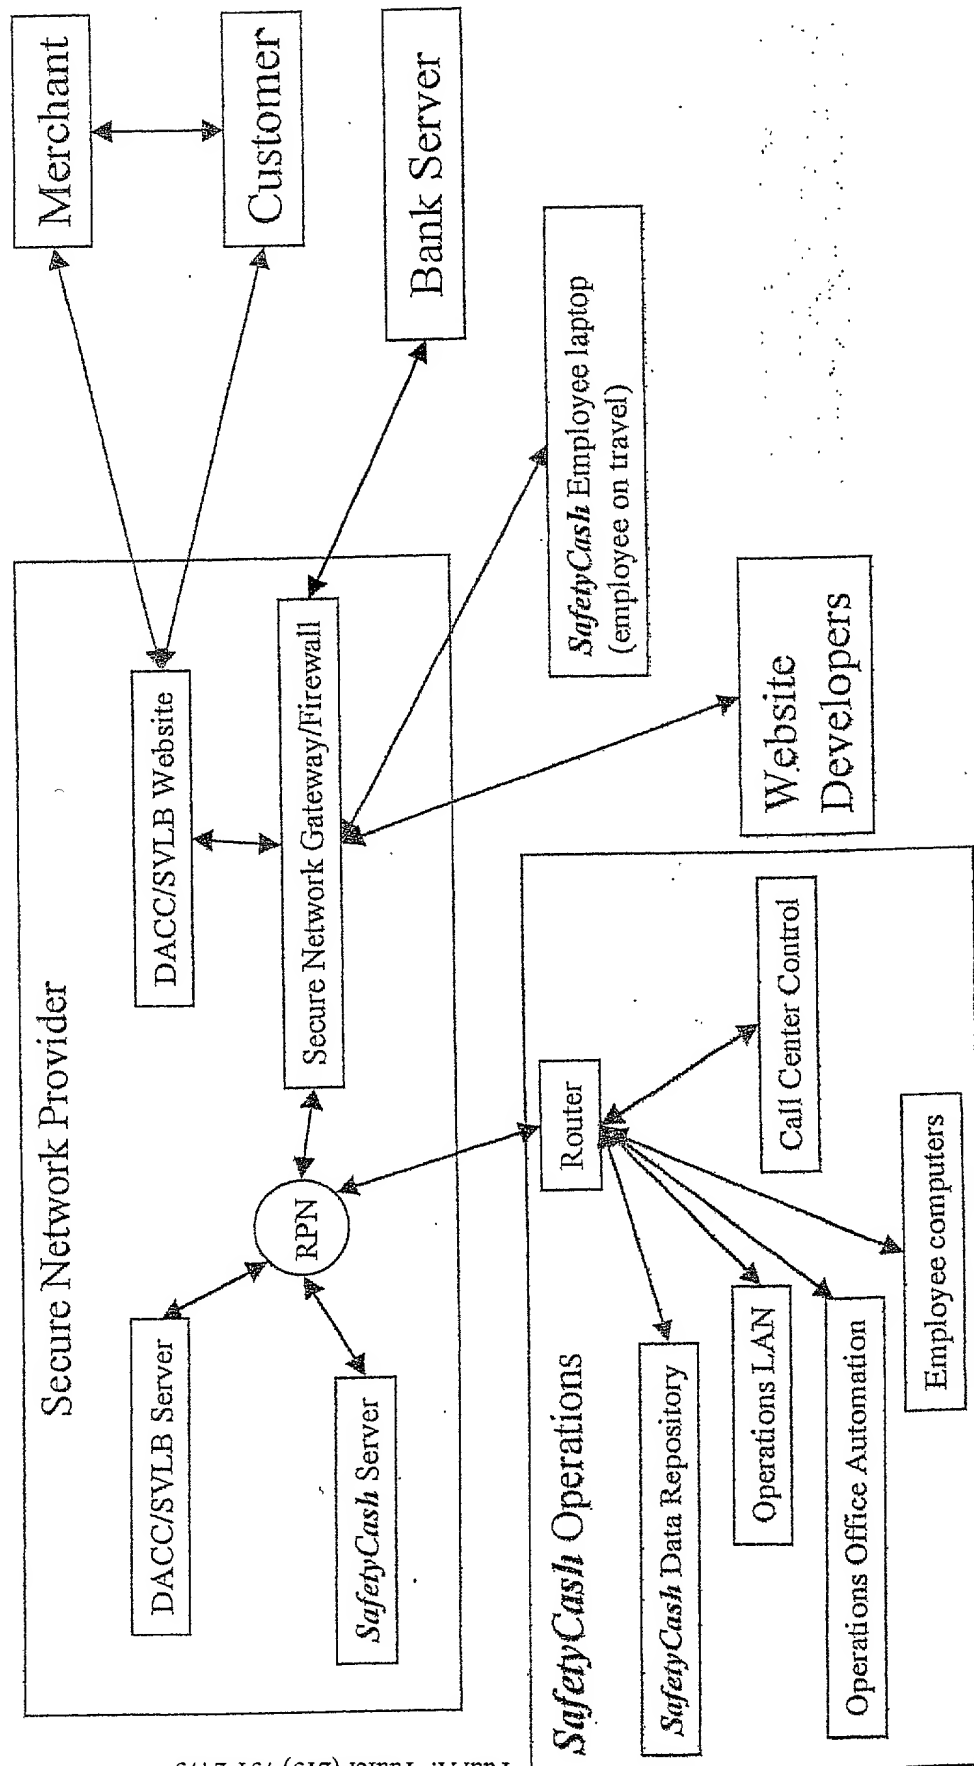 Secure Network Provider
DACC/SVLB Server
SafetyCash Server
RPN
DACC/SVLB Website
Secure Network Gateway/Firewall
Merchant
Customer
Bank Server
SafetyCash Employee laptop
(employee on travel)
Website
Developers
SafetyCash Operations
Router
SafetyCash Data Repository
Operations LAN
Operations Office Automation
Employee computers
Call Center Control